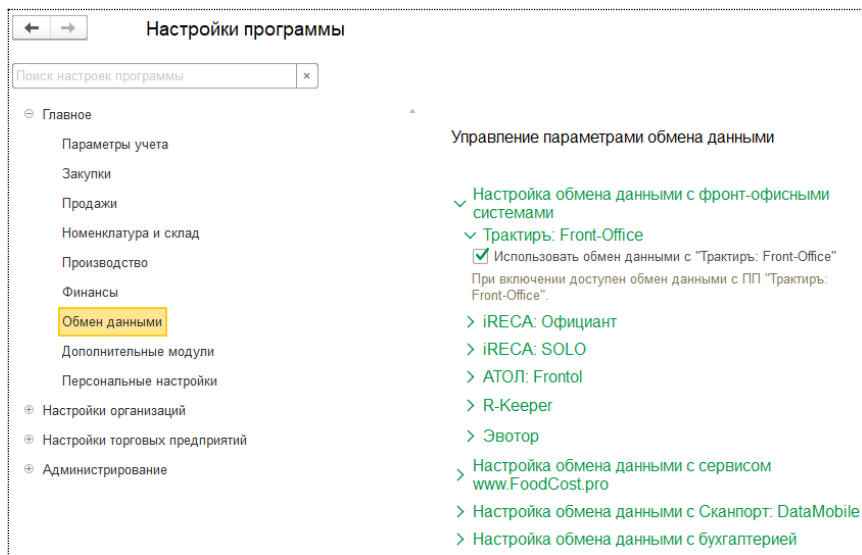 Настройки программы
Поиск настроек программы
Главное
Параметры учета
Закупки
Продажи
Номенклатура и склад
Производство
Финансы
Обмен данными
Дополнительные модули
Персональные настройки
Настройки организаций
Настройки торговых предприятий
Администрирование
Управление параметрами обмена данными
Настройка обмена данными с фронт-офисными
системами
Трактиръ: Front-Office
Использовать обмен данными с "Трактиръ: Front-Office"
При включении доступен обмен данными с ПП "Трактиръ:
Front-Office".
iRECA: Официант
iRECA: SOLO
АТОЛ: Frontol
R-Keeper
Эвотор
Настройка обмена данными с сервисом
www.FoodCost.pro
Настройка обмена данными с Сканпорт: DataMobile
Настройка обмена данными с бухгалтерией